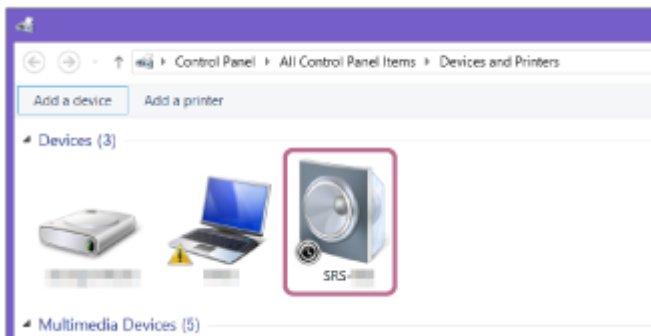 Control Panel ▸ All Control Panel Items ▸ Devices and Printers
Add a device Add a printer
Devices (3)
SRS-
Multimedia Devices (5)